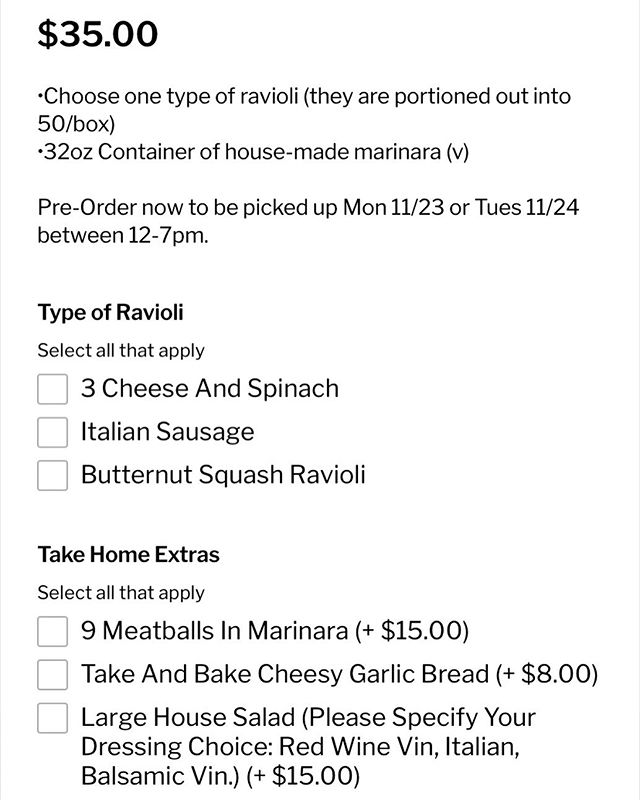 $35.00
•Choose one type of ravioli (they are portioned out into
50/box)
•32oz Container of house-made marinara (v)
Pre-Order now to be picked up Mon 11/23 or Tues 11/24
between 12-7pm.
Type of Ravioli
Select all that apply
3 Cheese And Spinach
Italian Sausage
Butternut Squash Ravioli
Take Home Extras
Select all that apply
9 Meatballs In Marinara (+ $15.00)
Take And Bake Cheesy Garlic Bread (+ $8.00)
Large House Salad (Please Specify Your
Dressing Choice: Red Wine Vin, Italian,
Balsamic Vin.) (+ $15.00)